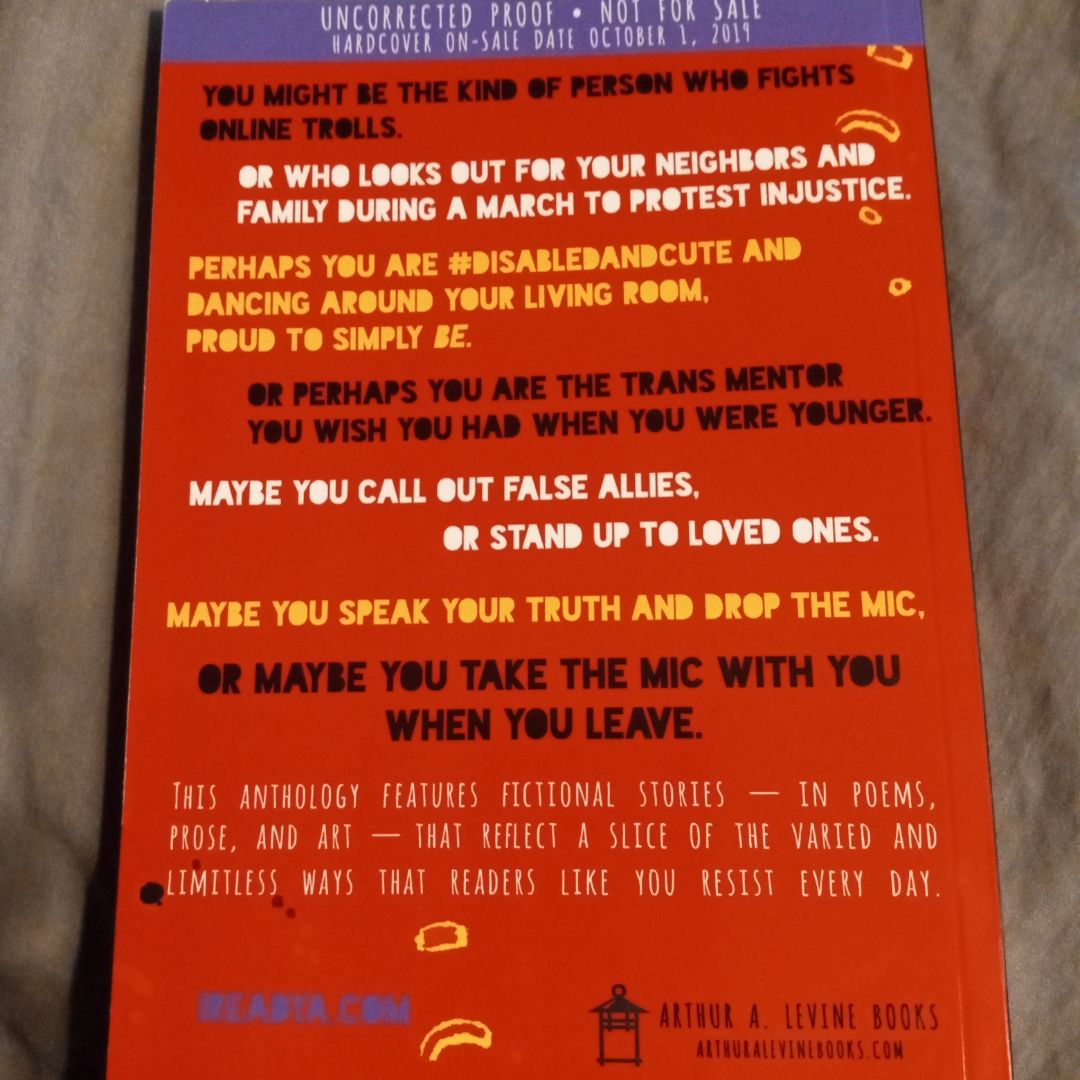 UNCORRECTED PROOF • NOT FOR SALE
HARDCOVER ON-SALE DATE OCTOBER 1, 2019
YOU MIGHT BE THE KIND OF PERSON WHO FIGHTS
ONLINE TROLLS.
OR WHO LOOKS OUT FOR YOUR NEIGHBORS AND
FAMILY DURING A MARCH TO PROTEST INJUSTICE.
PERHAPS YOU ARE #DISABLEDANDCUTE AND
DANCING AROUND YOUR LIVING ROOM,
PROUD TO SIMPLY BE.
OR PERHAPS YOU ARE THE TRANS MENTOR
YOU WISH YOU HAD WHEN YOU WERE YOUNGER.
MAYBE YOU CALL OUT FALSE ALLIES,
OR STAND UP TO LOVED ONES.
MAYBE YOU SPEAK YOUR TRUTH AND DROP THE MIC,
OR MAYBE YOU TAKE THE MIC WITH YOU
WHEN YOU LEAVE.
THIS ANTHOLOGY FEATURES FICTIONAL STORIES — IN POEMS,
PROSE, AND ART — THAT REFLECT A SLICE OF THE VARIED AND
LIMITLESS WAYS THAT READERS LIKE YOU RESIST EVERY DAY.
IREADYA.COM
ARTHUR A. LEVINE BOOKS
ARTHURALEVINEBOOKS.COM